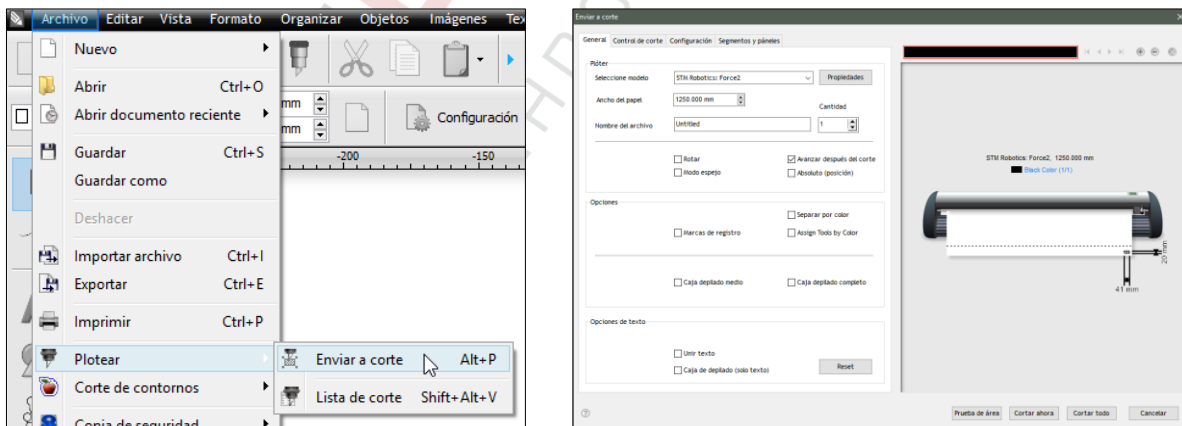 Archivo Editar Vista Formato Organizar Objetos Imágenes Tex
Nuevo
Abrir Ctrl+O
Abrir documento reciente
Guardar Ctrl+S
Guardar como
Deshacer
Importar archivo Ctrl+I
Exportar Ctrl+E
Imprimir Ctrl+P
Plotear
Corte de contornos
Copia de seguridad
mm
mm
Configuración
-200 -150
Enviar a corte Alt+P
Lista de corte Shift+Alt+V
Enviar a corte
General Control de corte Configuración Segmentos y páneles
Plóter
Seleccione modelo STM Robotics: Force2 Propiedades
Ancho del papel 1250.000 mm
Cantidad
Nombre del archivo Untitled 1
Rotar Avanzar después del corte
Modo espejo Absoluto (posición)
Opciones
Separar por color
Marcas de registro Assign Tools by Color
Caja depilado medio Caja depilado completo
Opciones de texto
Unir texto
Caja de depilado (solo texto) Reset
STM Robotics: Force2, 1250.000 mm
Black Color (1/1)
20 mm
41 mm
Prueba de área Cortar ahora Cortar todo Cancelar